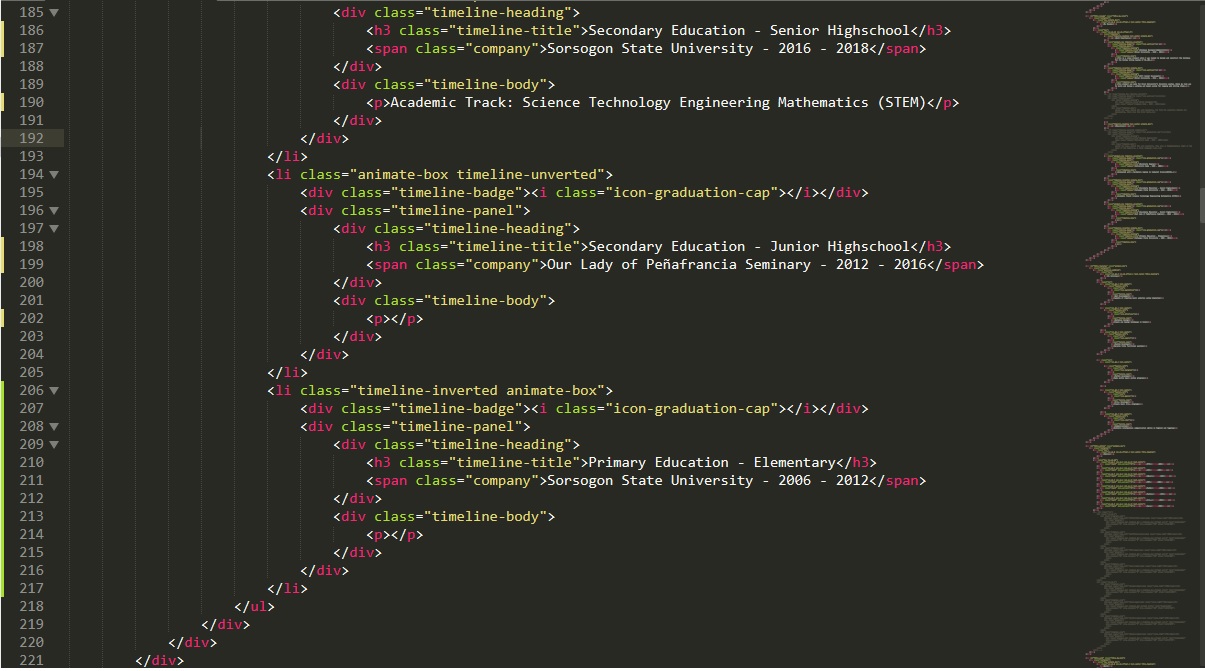 185 <div class="timeline-heading">
186 <h3 class="timeline-title">Secondary Education - Senior Highschool</h3>
187 <span class="company">Sorsogon State University - 2016 - 2018</span>
188 </div>
189 <div class="timeline-body">
190 <p>Academic Track: Science Technology Engineering Mathematics (STEM)</p>
191 </div>
192 </div>
193 </li>
194 <li class="animate-box timeline-unverted">
195 <div class="timeline-badge"><i class="icon-graduation-cap"></i></div>
196 <div class="timeline-panel">
197 <div class="timeline-heading">
198 <h3 class="timeline-title">Secondary Education - Junior Highschool</h3>
199 <span class="company">Our Lady of Peñafrancia Seminary - 2012 - 2016</span>
200 </div>
201 <div class="timeline-body">
202 <p></p>
203 </div>
204 </div>
205 </li>
206 <li class="timeline-inverted animate-box">
207 <div class="timeline-badge"><i class="icon-graduation-cap"></i></div>
208 <div class="timeline-panel">
209 <div class="timeline-heading">
210 <h3 class="timeline-title">Primary Education - Elementary</h3>
211 <span class="company">Sorsogon State University - 2006 - 2012</span>
212 </div>
213 <div class="timeline-body">
214 <p></p>
215 </div>
216 </div>
217 </li>
218 </ul>
219 </div>
220 </div>
221 </div>